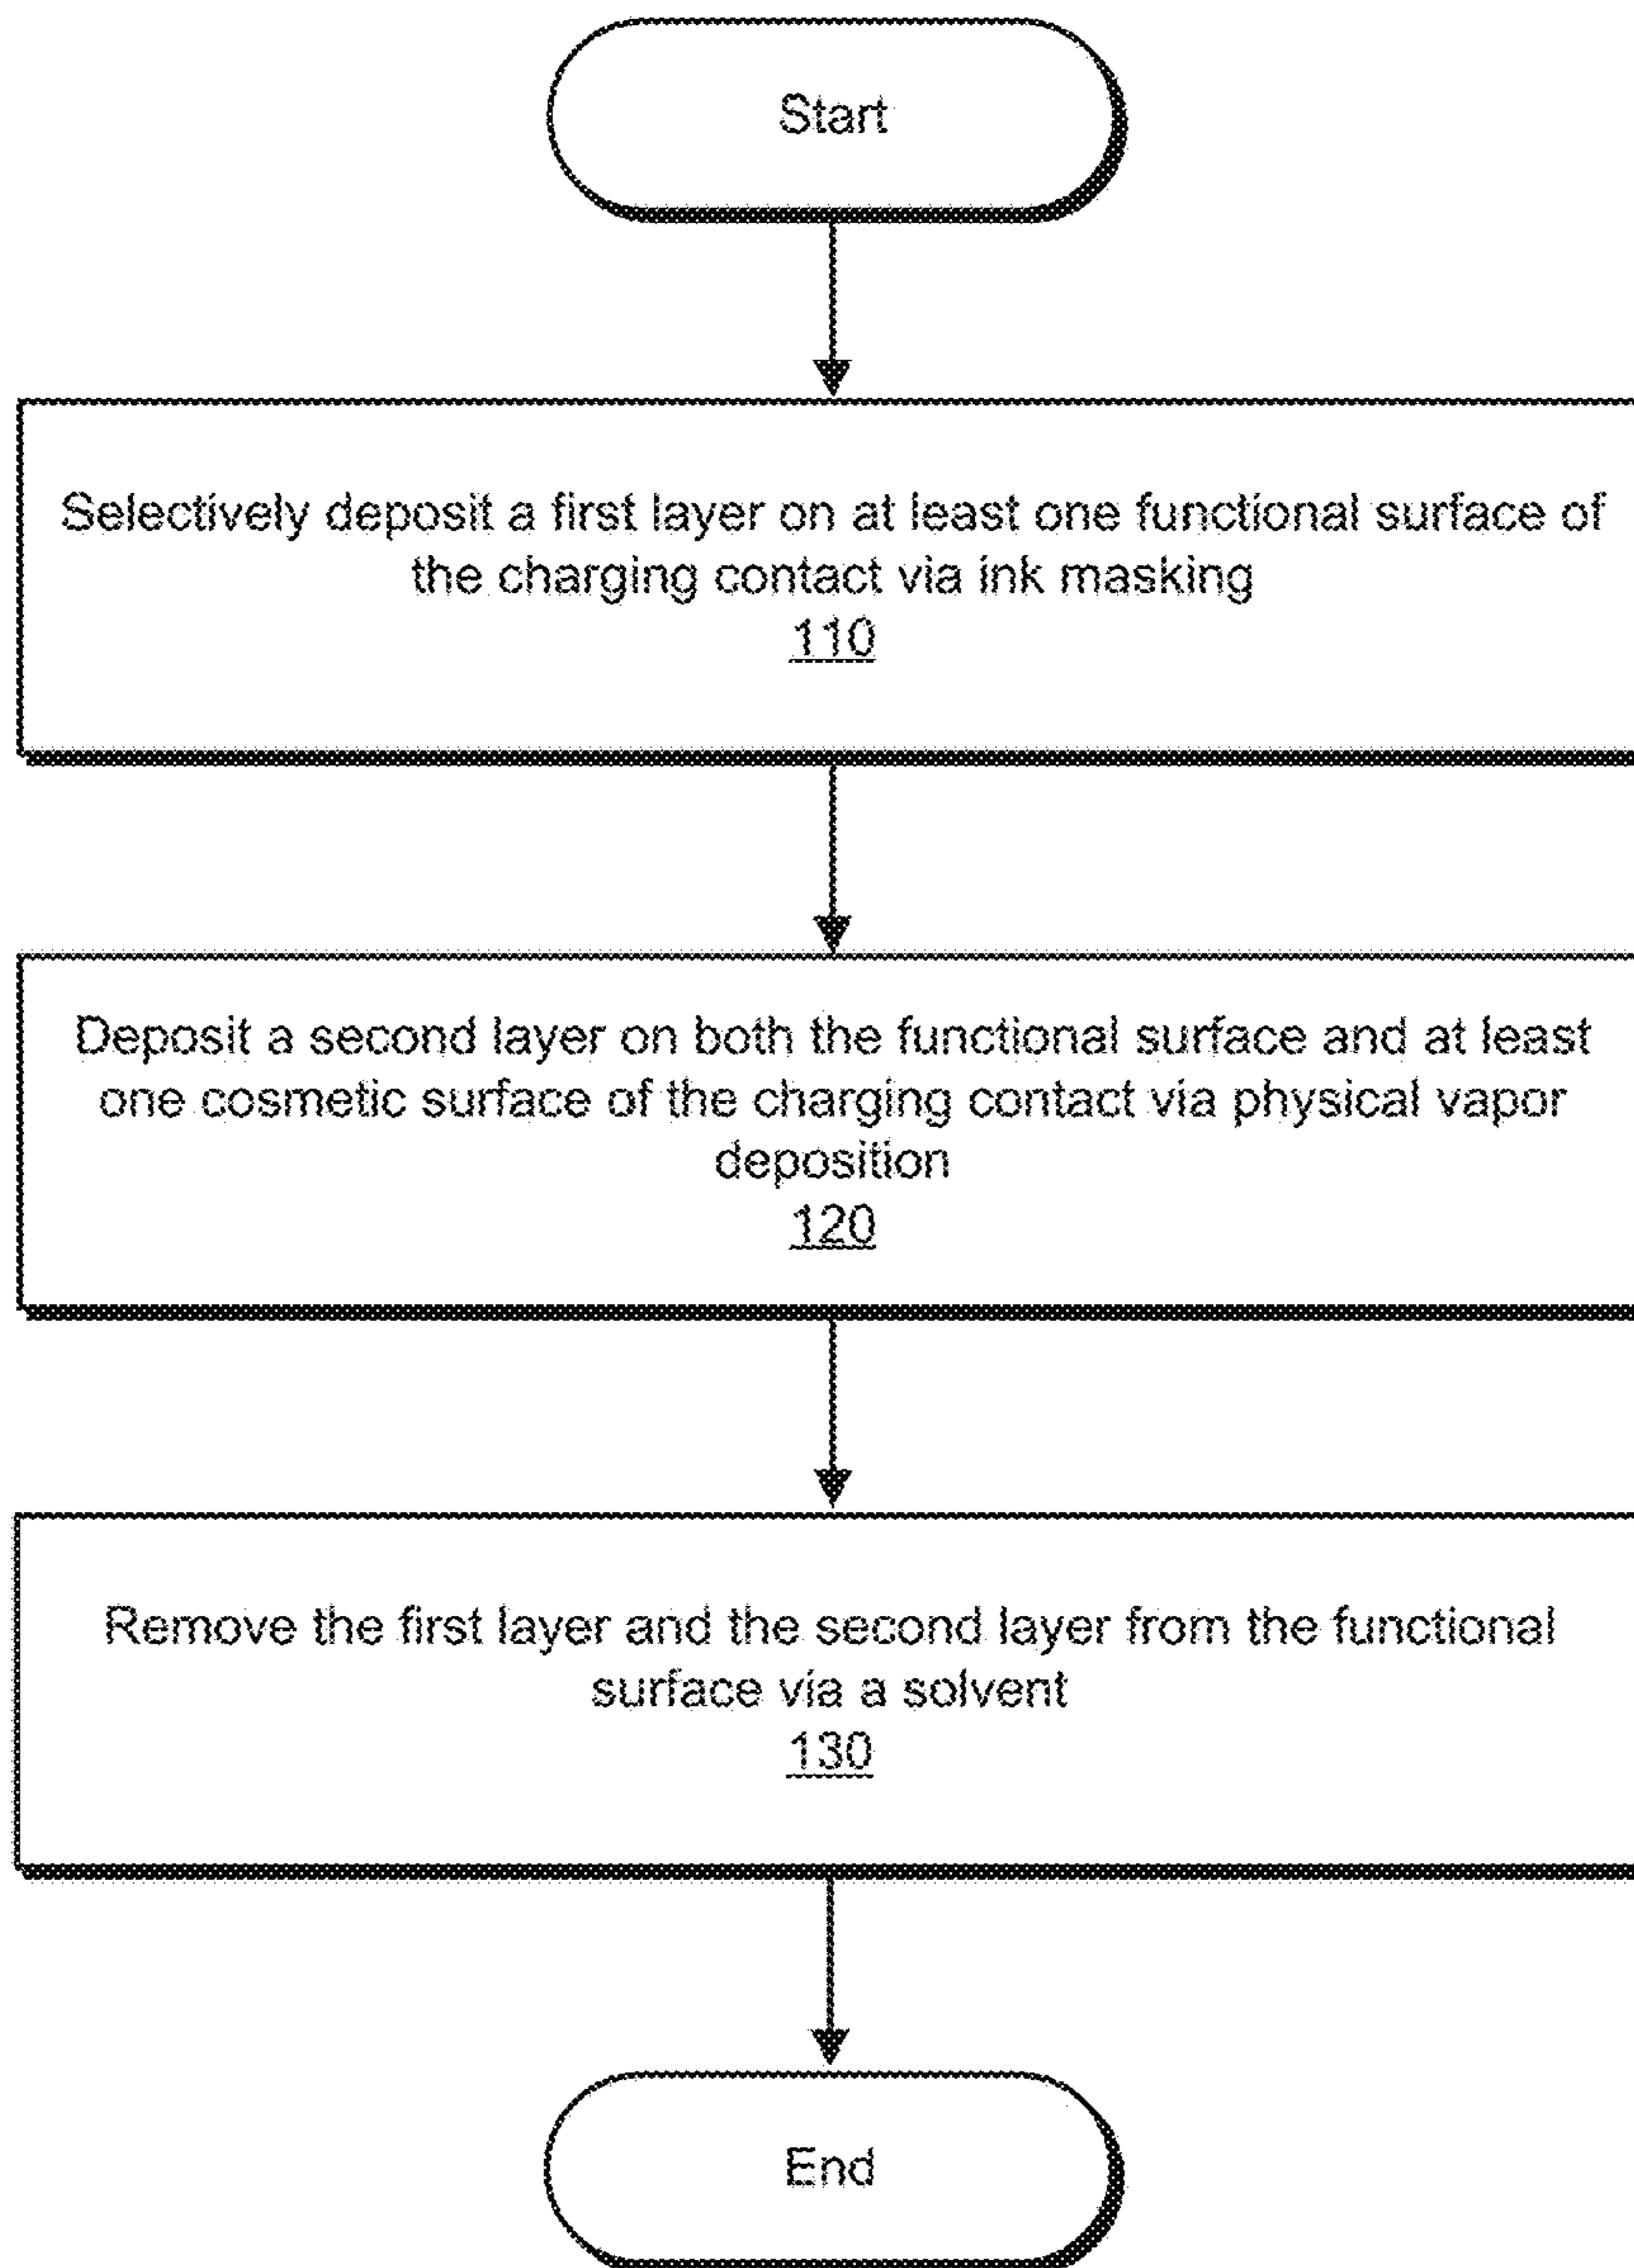 Start
Selectively deposit a first layer on at least one functional surface of
the charging contact via ink masking
110
Deposit a second layer on both the functional surface and at least
one cosmetic surface of the charging contact via physical vapor
deposition
120
Remove the first layer and the second layer from the functional
surface via a solvent
130
End